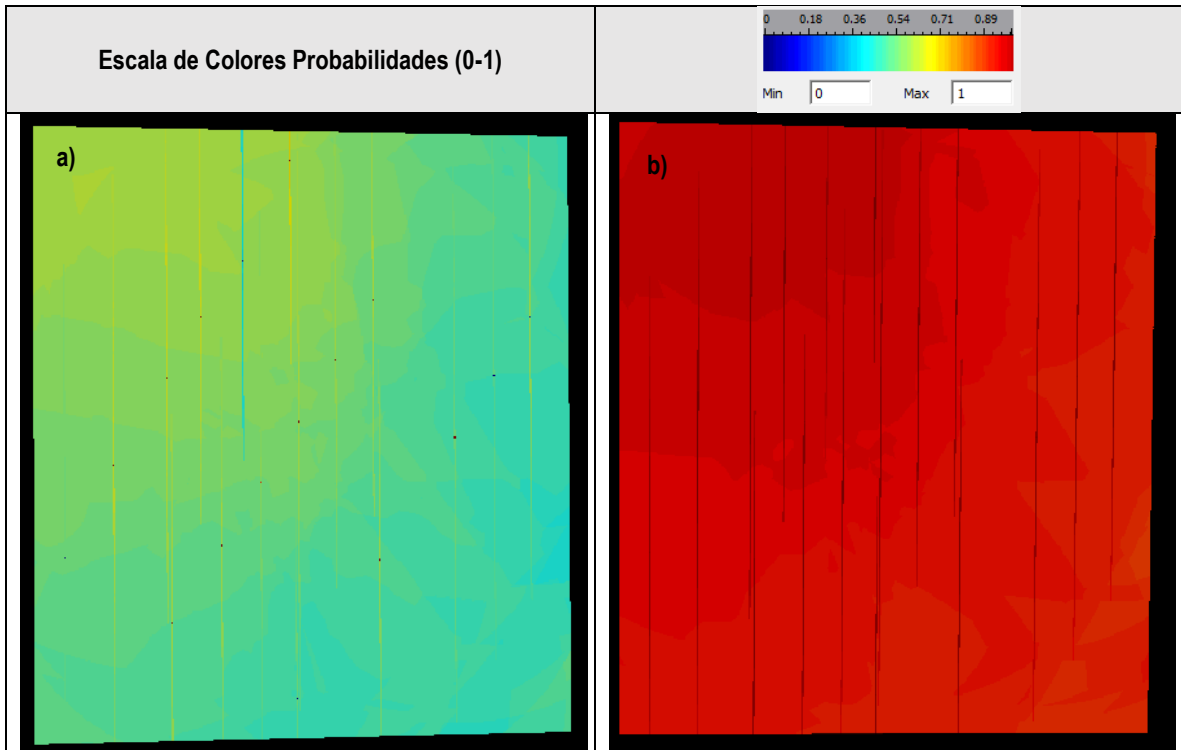 Escala de Colores Probabilidades (0-1)
0 0.18 0.36 0.54 0.71 0.89
Min 0 Max 1
a)
b)